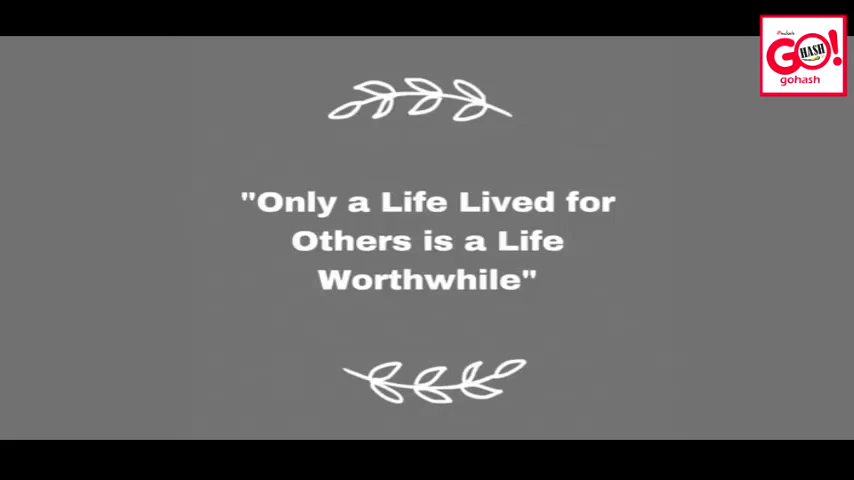 GO!
HASH
gohash
"Only a Life Lived for
Others is a Life
Worthwhile"